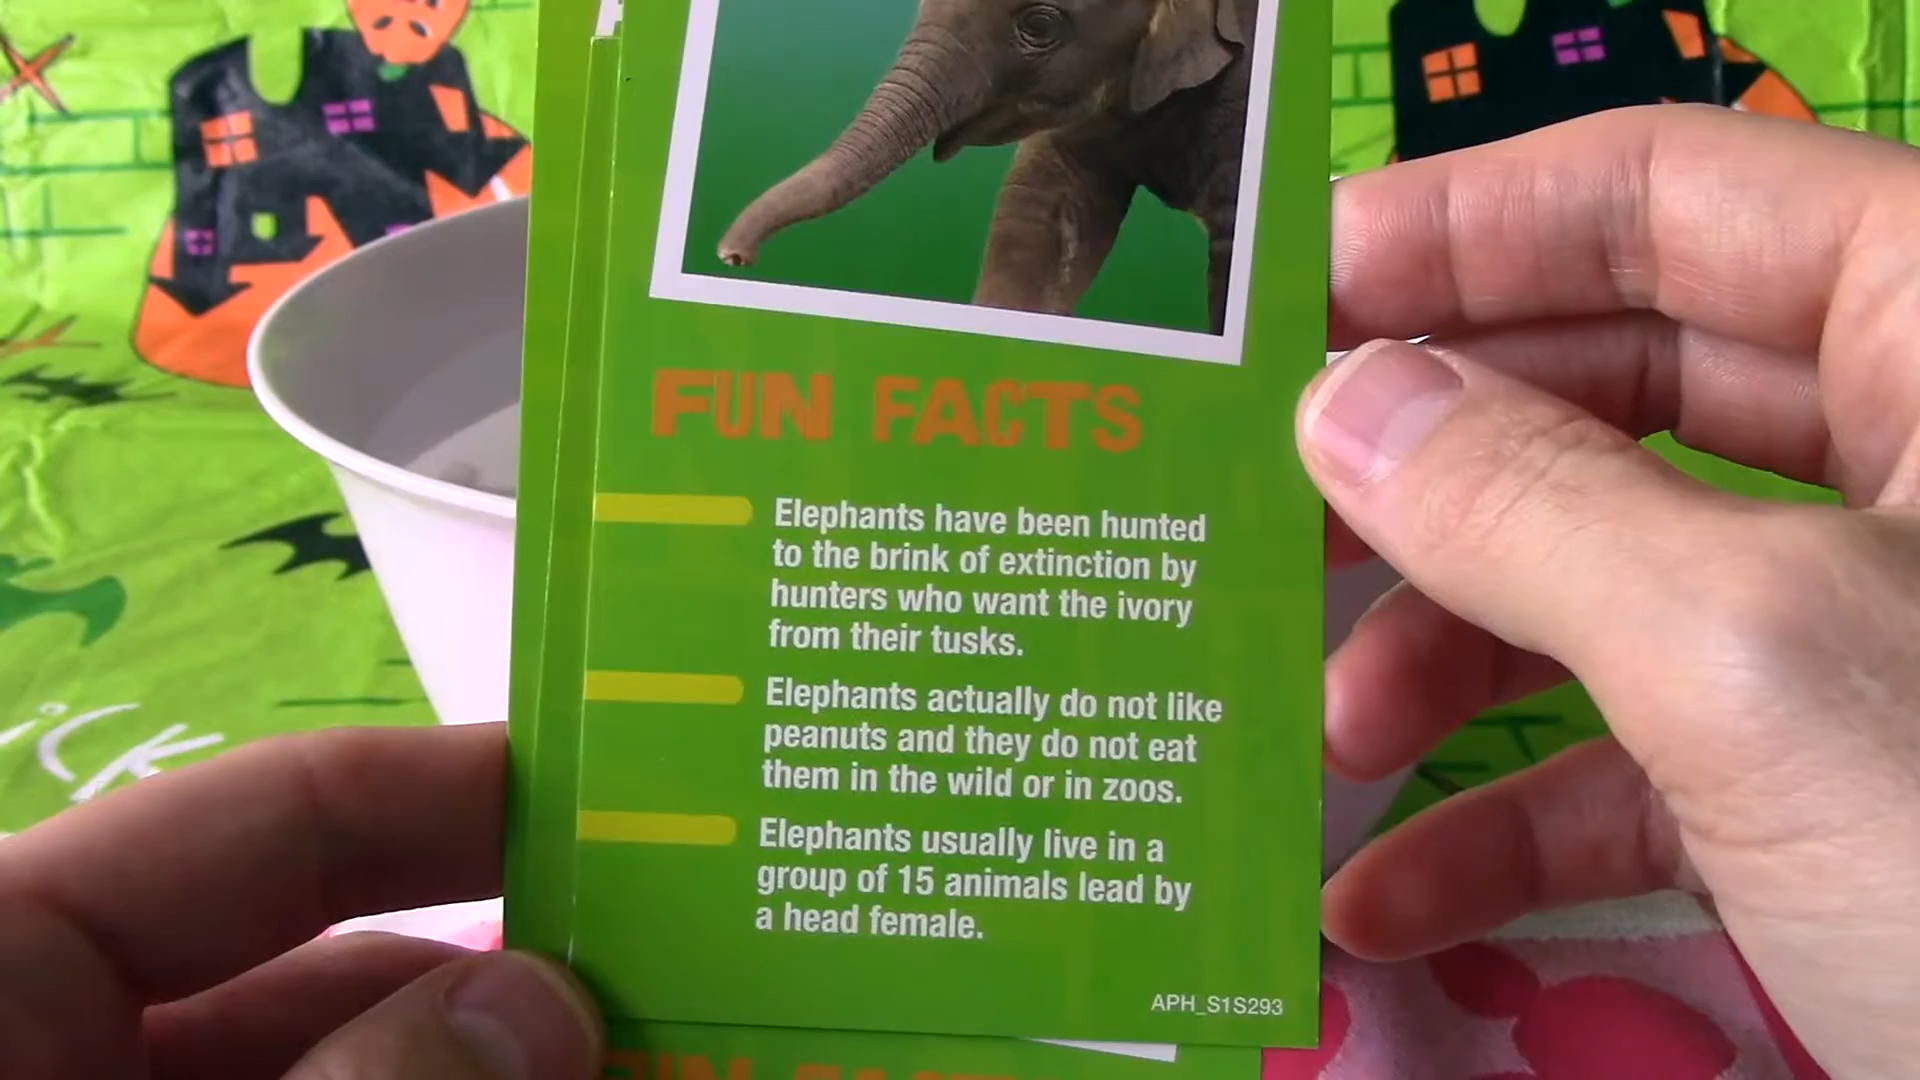 FUN FACTS
Elephants have been hunted
to the brink of extinction by
hunters who want the ivory
from their tusks.
Elephants actually do not like
peanuts and they do not eat
them in the wild or in zoos.
Elephants usually live in a
group of 15 animals lead by
a head female.
APH_S1S293